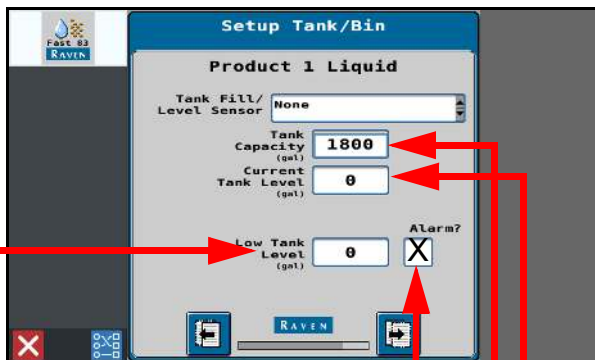 Setup Tank/Bin
Fast 83
RAVEN
Product 1 Liquid
Tank Fill/
Level Sensor
None
Tank
Capacity
(gal)
1800
Current
Tank Level
(gal)
0
Alarm?
Low Tank
Level
(gal)
0
X
RAVEN